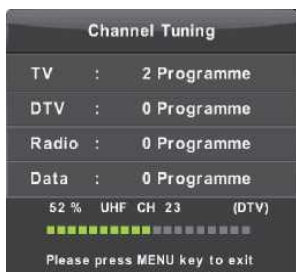 Channel Tuning
TV : 2 Programme
DTV : 0 Programme
Radio : 0 Programme
Data : 0 Programme
52 % UHF CH 23 (DTV)
Please press MENU key to exit